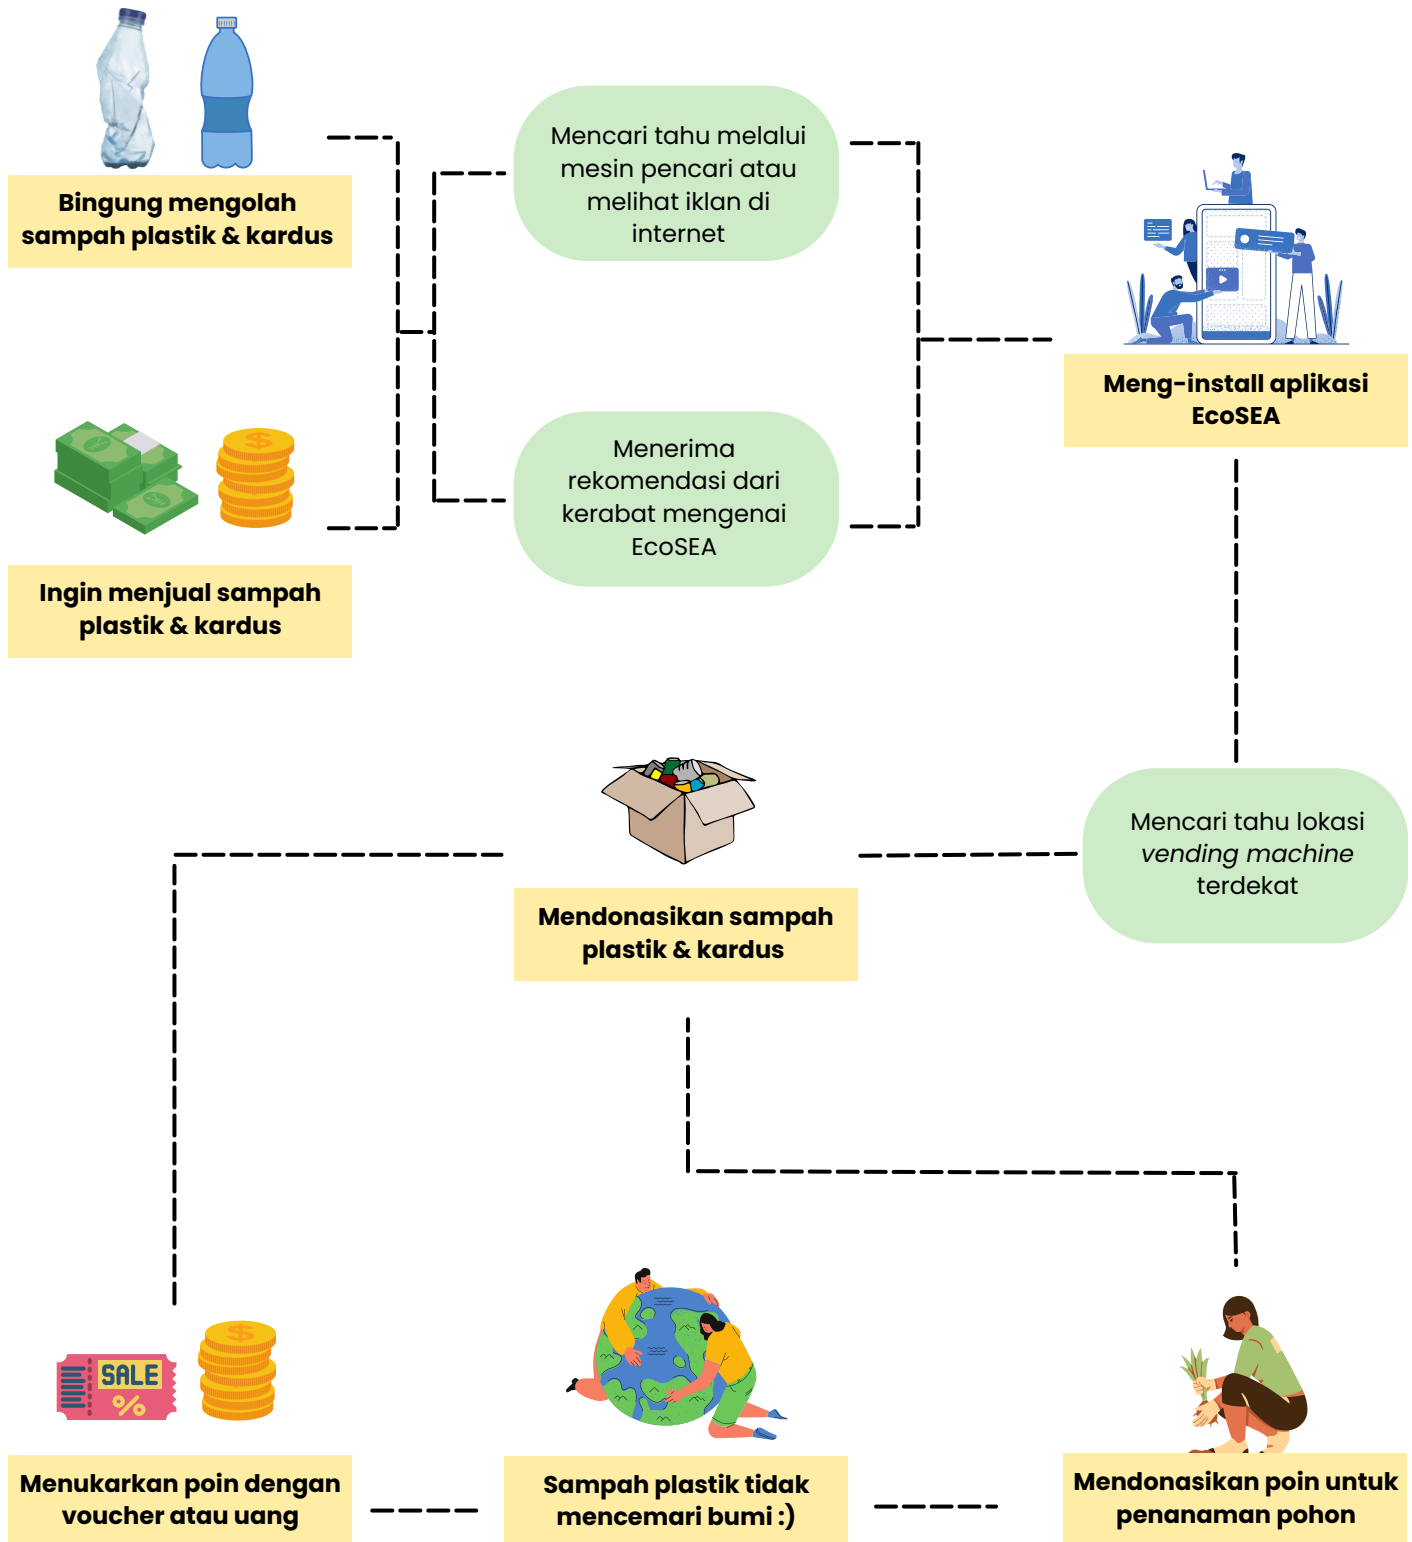 Bingung mengolah
sampah plastik & kardus
Mencari tahu melalui
mesin pencari atau
melihat iklan di
internet
Meng-install aplikasi
EcoSEA
Ingin menjual sampah
plastik & kardus
Menerima
rekomendasi dari
kerabat mengenai
EcoSEA
Mencari tahu lokasi
vending machine
terdekat
Mendonasikan sampah
plastik & kardus
SALE
%
Menukarkan poin dengan
voucher atau uang
Sampah plastik tidak
mencemari bumi :)
Mendonasikan poin untuk
penanaman pohon